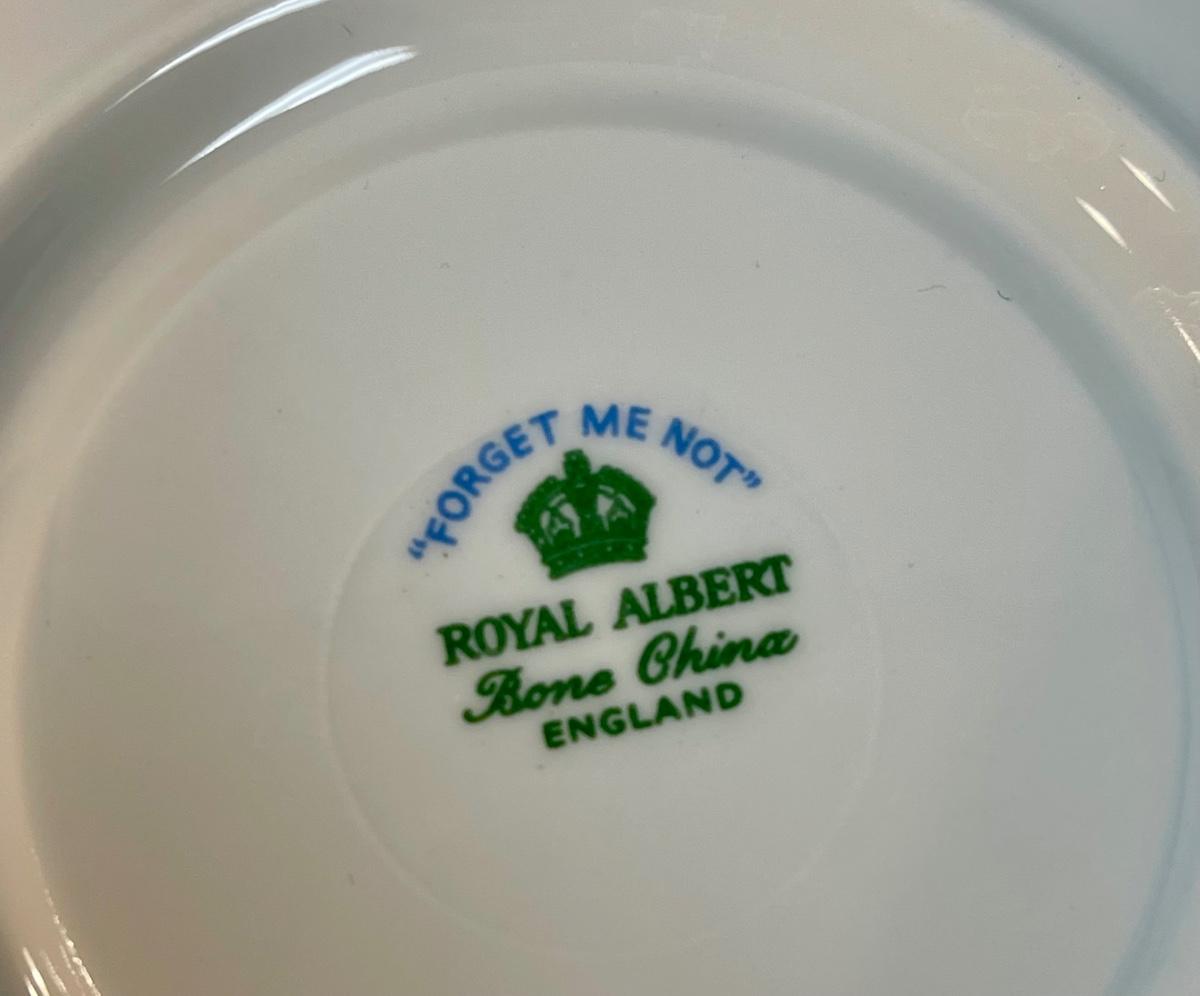 “FORGET ME NOT”
ROYAL ALBERT
Bone China
ENGLAND